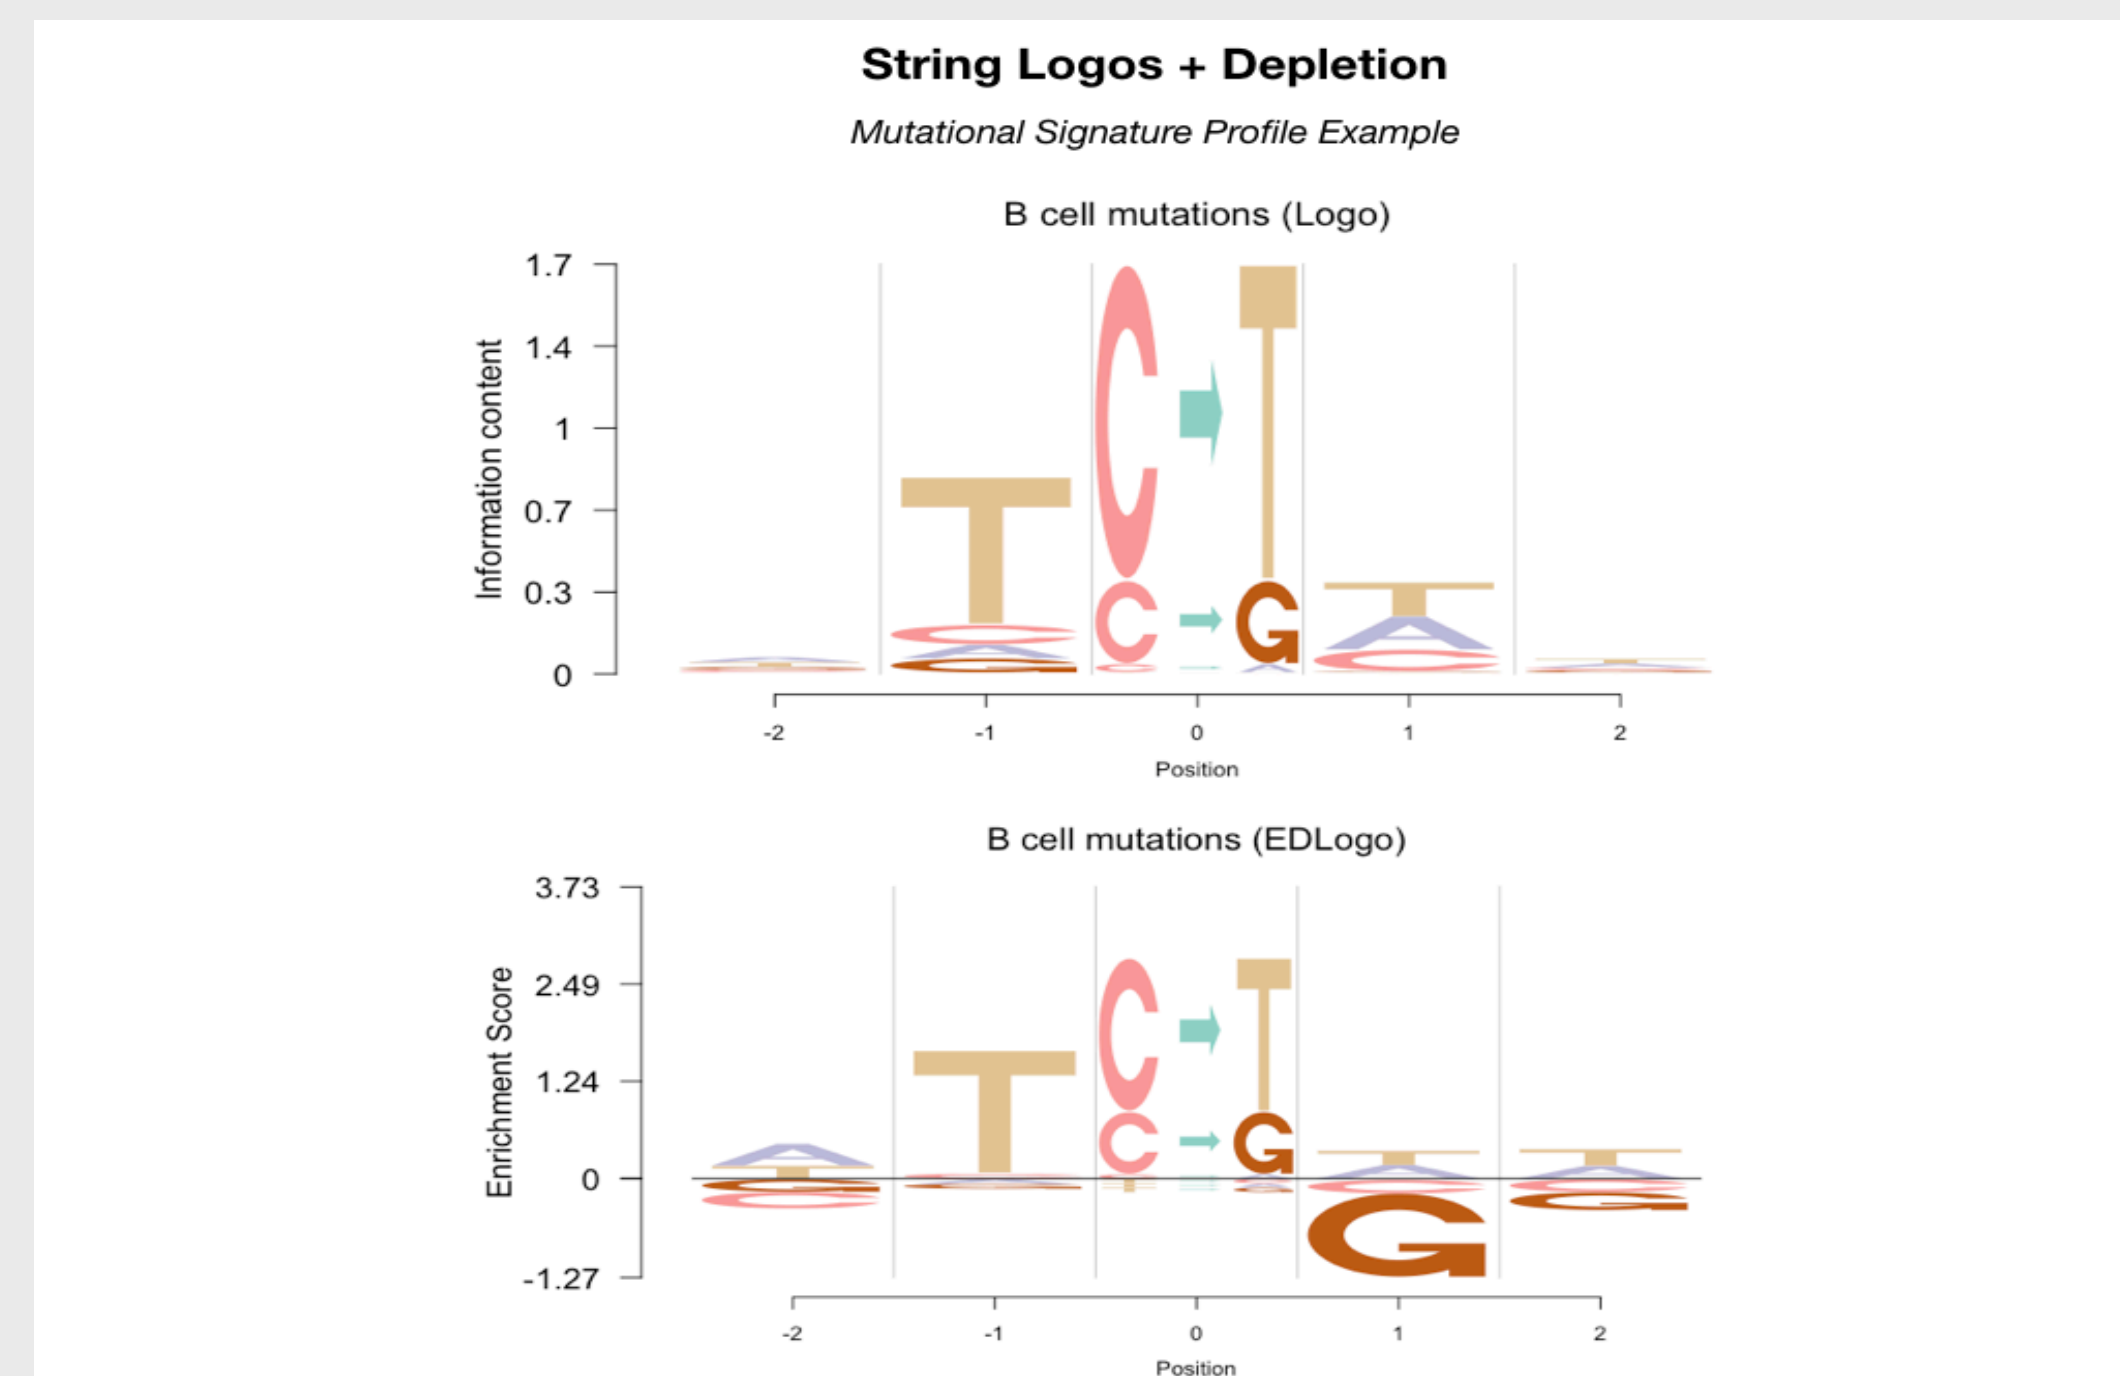 String Logos + Depletion
Mutational Signature Profile Example
B cell mutations (Logo)
Information content
1.7
1.4
1
0.7
0.3
0
T
C
A
G
C → T
C → G
C → A
T
A
C
-2 -1 0 1 2
Position
B cell mutations (EDLogo)
Enrichment Score
3.73
2.49
1.24
0
-1.27
A
T
G
C
T
C → T
C → G
T
A
C
G
T
A
C
G
-2 -1 0 1 2
Position